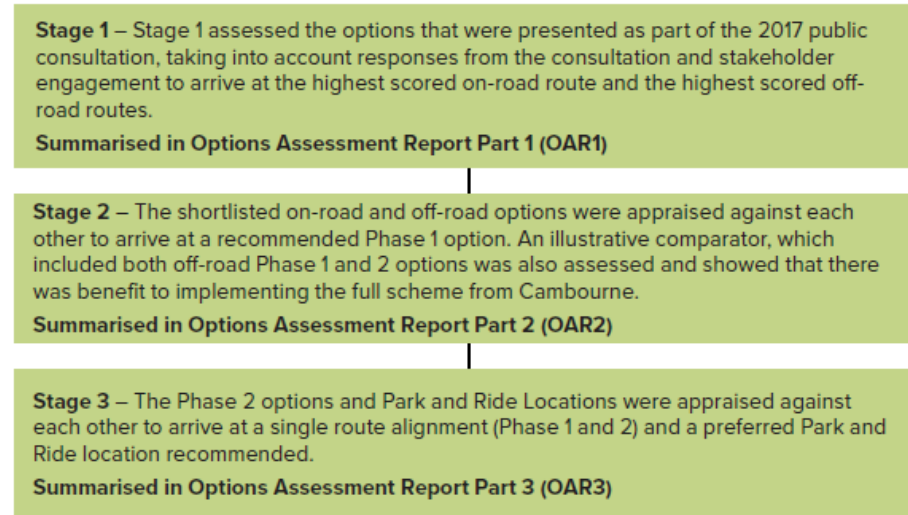 Stage 1 – Stage 1 assessed the options that were presented as part of the 2017 public
consultation, taking into account responses from the consultation and stakeholder
engagement to arrive at the highest scored on-road route and the highest scored off-
road routes.
Summarised in Options Assessment Report Part 1 (OAR1)
Stage 2 – The shortlisted on-road and off-road options were appraised against each
other to arrive at a recommended Phase 1 option. An illustrative comparator, which
included both off-road Phase 1 and 2 options was also assessed and showed that there
was benefit to implementing the full scheme from Cambourne.
Summarised in Options Assessment Report Part 2 (OAR2)
Stage 3 – The Phase 2 options and Park and Ride Locations were appraised against
each other to arrive at a single route alignment (Phase 1 and 2) and a preferred Park and
Ride location recommended.
Summarised in Options Assessment Report Part 3 (OAR3)